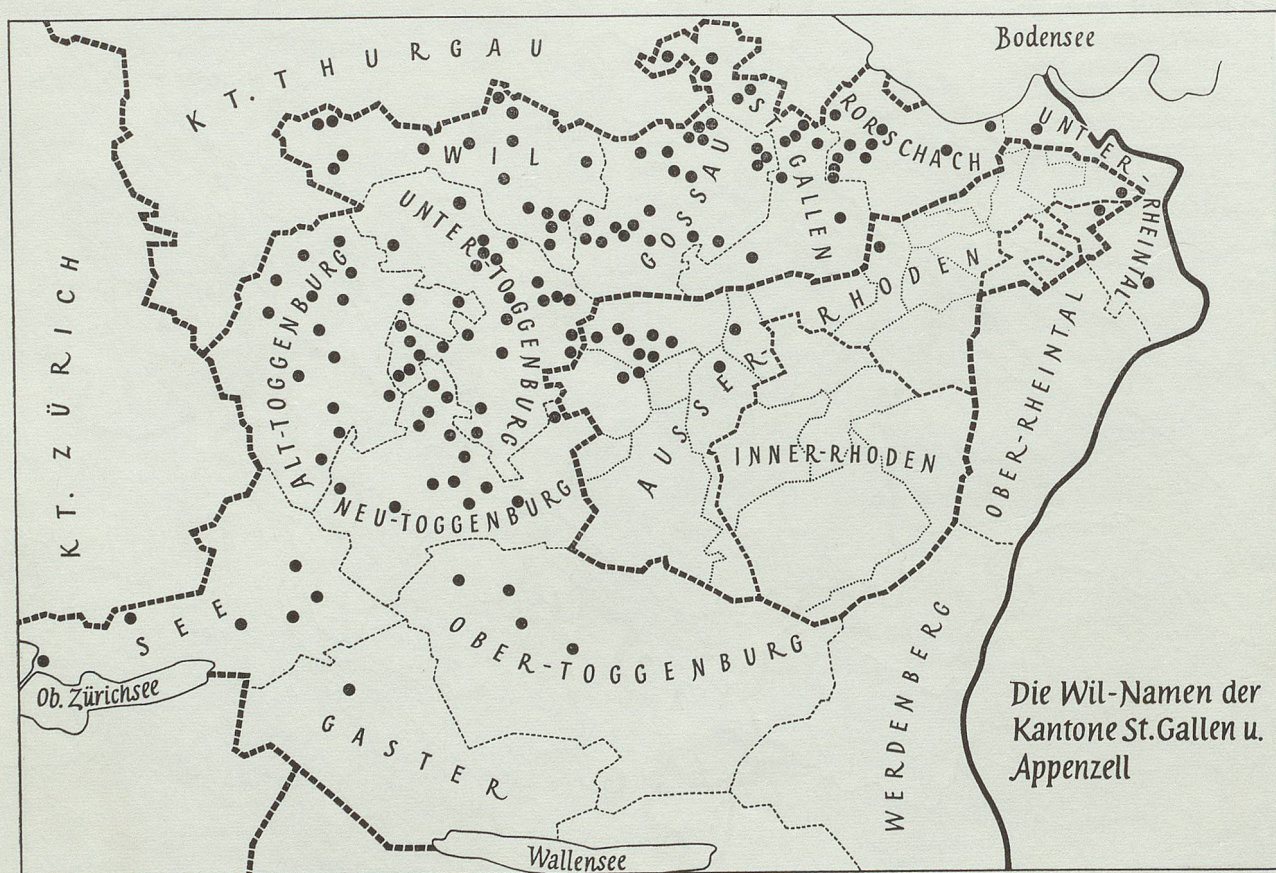 Bodensee
KT. THURGAU
KT. ZÜRICH
WIL
GOSSAU
ST GALLEN
RORSCHACH
UNTER-RHEINTAL
UNTER-TOGGENBURG
ALT-TOGGENBURG
NEU-TOGGENBURG
AUSSER-RHODEN
INNER-RHODEN
OBER-RHEINTAL
SEE
OBER-TOGGENBURG
Ob. Zürichsee
GASTER
WERDENBERG
Wallensee
Die Wil-Namen der
Kantone St.Gallen u.
Appenzell